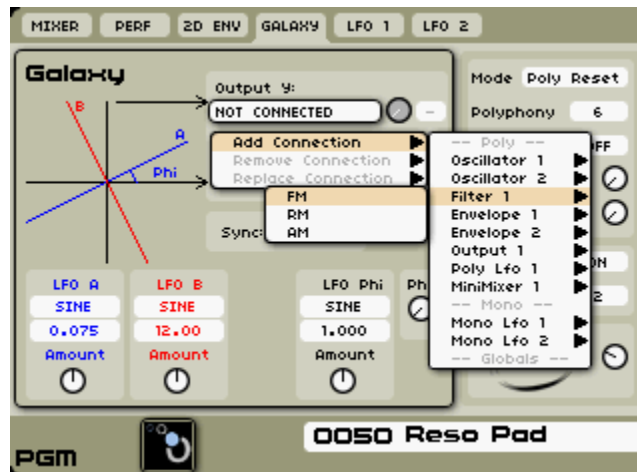 MIXER PERF 2D ENV GALAXY LFO 1 LFO 2
Galaxy
B
A
Phi
Output Y:
NOT CONNECTED
-
Add Connection
Remove Connection
Replace Connection
FM
RM
AM
Sync:
-- Poly --
Oscillator 1
Oscillator 2
Filter 1
Envelope 1
Envelope 2
Output 1
Poly Lfo 1
MiniMixer 1
-- Mono --
Mono Lfo 1
Mono Lfo 2
-- Globals --
Mode Poly Reset
Polyphony 6
LFO A
SINE
0.075
Amount
LFO B
SINE
12.00
Amount
LFO Phi
SINE
1.000
Amount
PGM
0050 Reso Pad